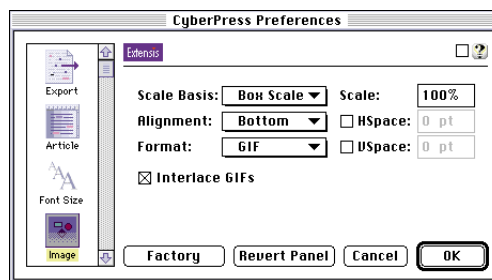 CyberPress Preferences
Extensis
?
Export
Article
AAA
Font Size
Image
Scale Basis: Box Scale Scale: 100%
Alignment: Bottom HSpace: 0 pt
Format: GIF VSpace: 0 pt
Interlace GIFs
Factory Revert Panel Cancel OK